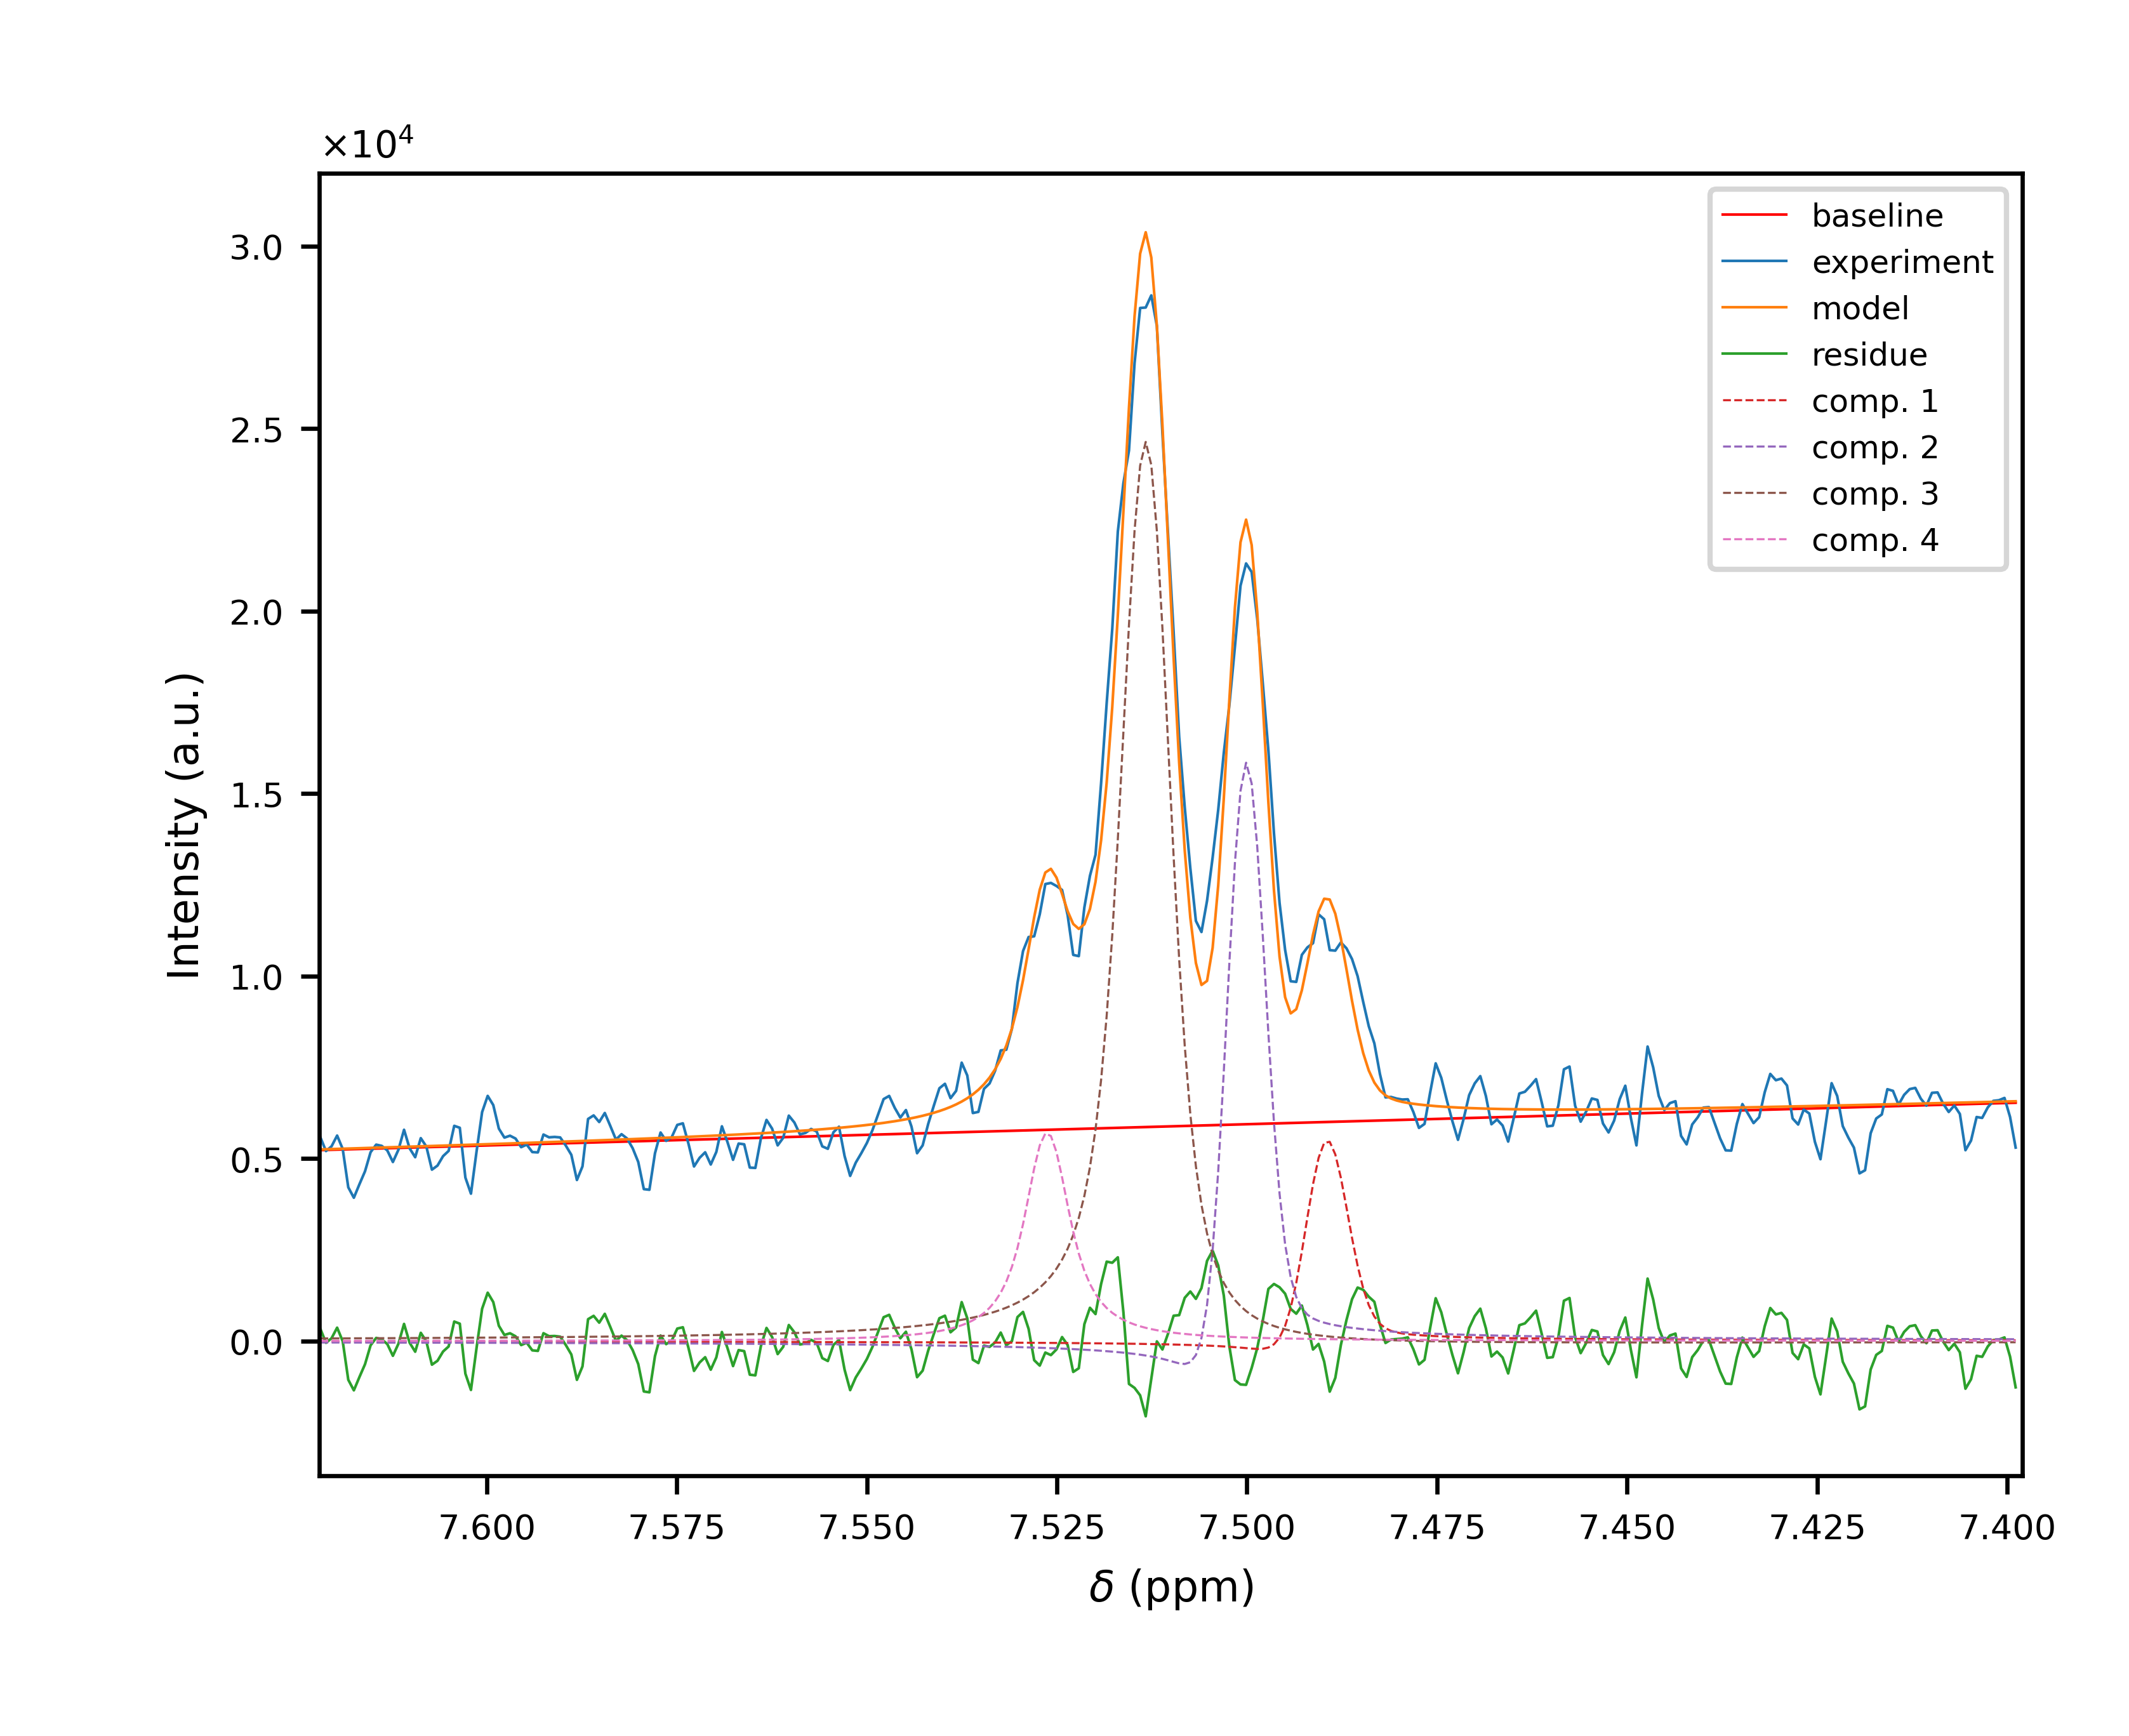 ×10⁴
3.0
2.5
2.0
1.5
1.0
0.5
0.0
Intensity (a.u.)
baseline
experiment
model
residue
comp. 1
comp. 2
comp. 3
comp. 4
7.600 7.575 7.550 7.525 7.500 7.475 7.450 7.425 7.400
δ (ppm)